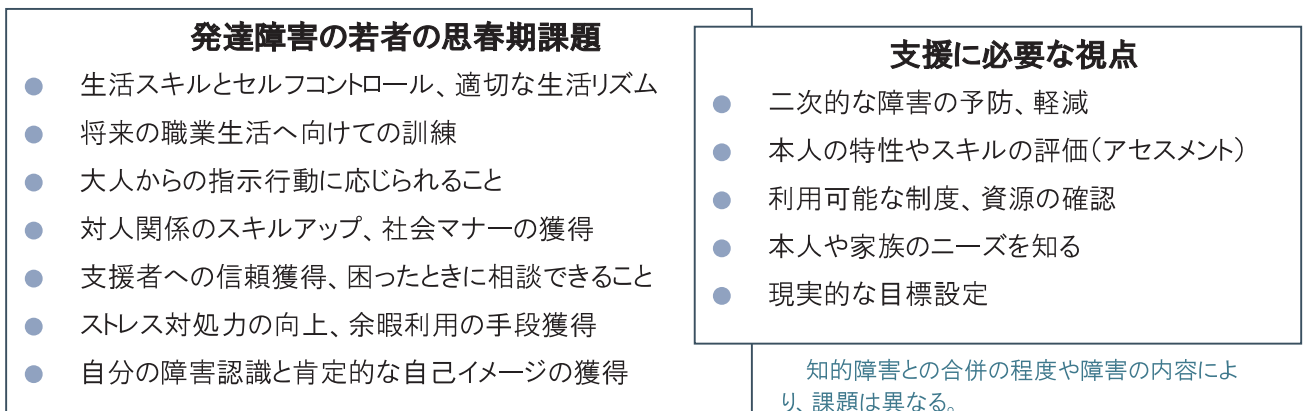 発達障害の若者の思春期課題
● 生活スキルとセルフコントロール、適切な生活リズム
● 将来の職業生活へ向けての訓練
● 大人からの指示行動に応じられること
● 対人関係のスキルアップ、社会マナーの獲得
● 支援者への信頼獲得、困ったときに相談できること
● ストレス対処力の向上、余暇利用の手段獲得
● 自分の障害認識と肯定的な自己イメージの獲得
支援に必要な視点
● 二次的な障害の予防、軽減
● 本人の特性やスキルの評価(アセスメント)
● 利用可能な制度、資源の確認
● 本人や家族のニーズを知る
● 現実的な目標設定
知的障害との合併の程度や障害の内容によ
り、課題は異なる。